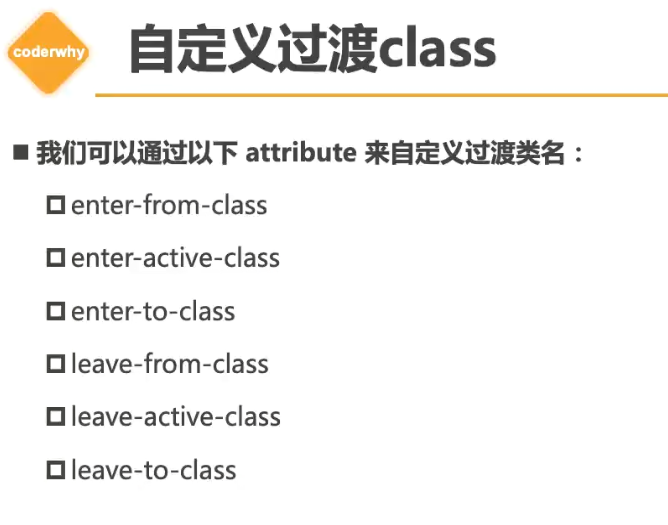 coderwhy
自定义过渡class
我们可以通过以下 attribute 来自定义过渡类名：
enter-from-class
enter-active-class
enter-to-class
leave-from-class
leave-active-class
leave-to-class